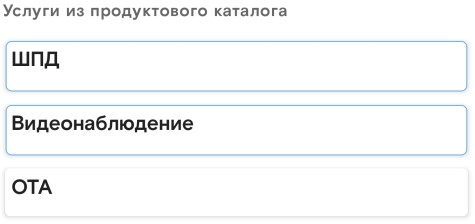 Услуги из продуктового каталога
ШПД
Видеонаблюдение
ОТА